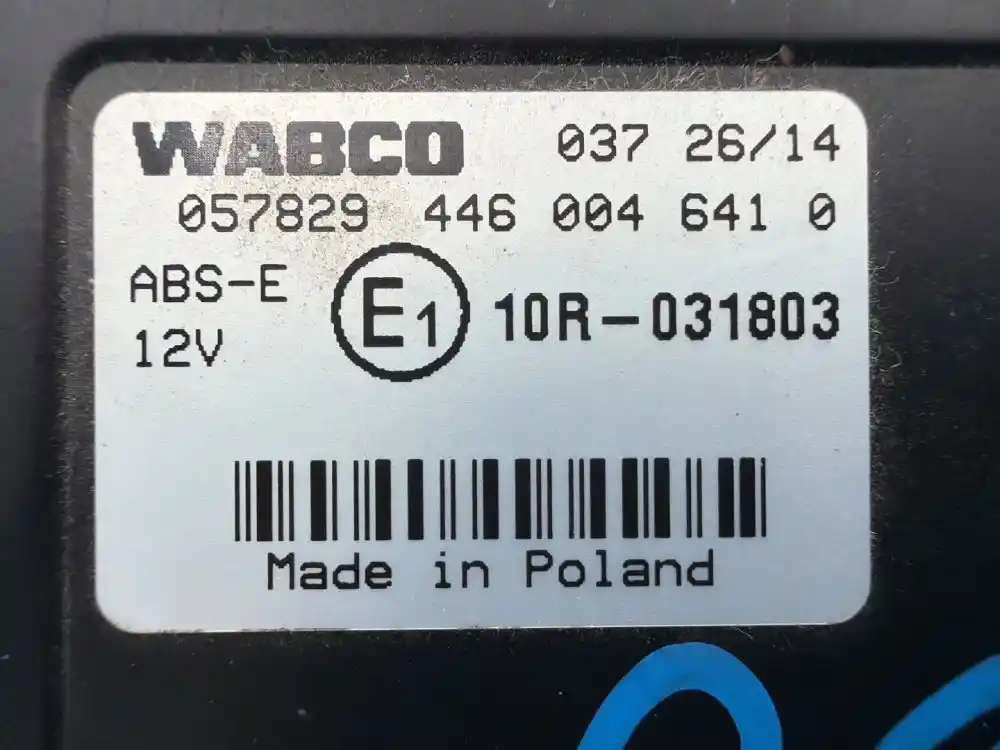 WABCO 037 26/14
057829 446 004 641 0
ABS-E E1 10R-031803
12V
Made in Poland